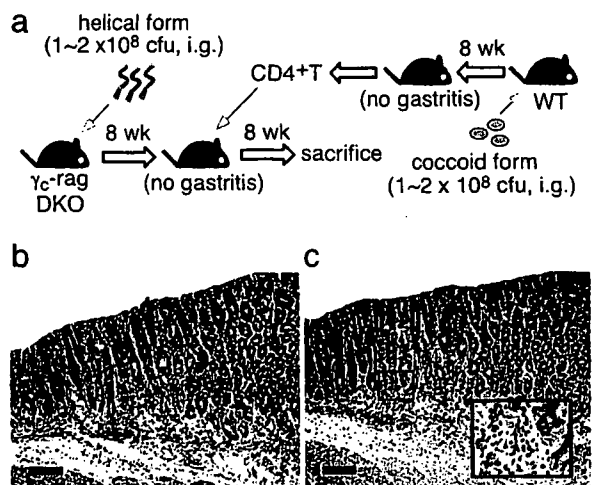 a
helical form
(1~2 x10⁸ cfu, i.g.)
CD4⁺T
8 wk
(no gastritis)
WT
8 wk
8 wk
sacrifice
(no gastritis)
γc-rag
DKO
coccoid form
(1~2 x 10⁸ cfu, i.g.)
b
c